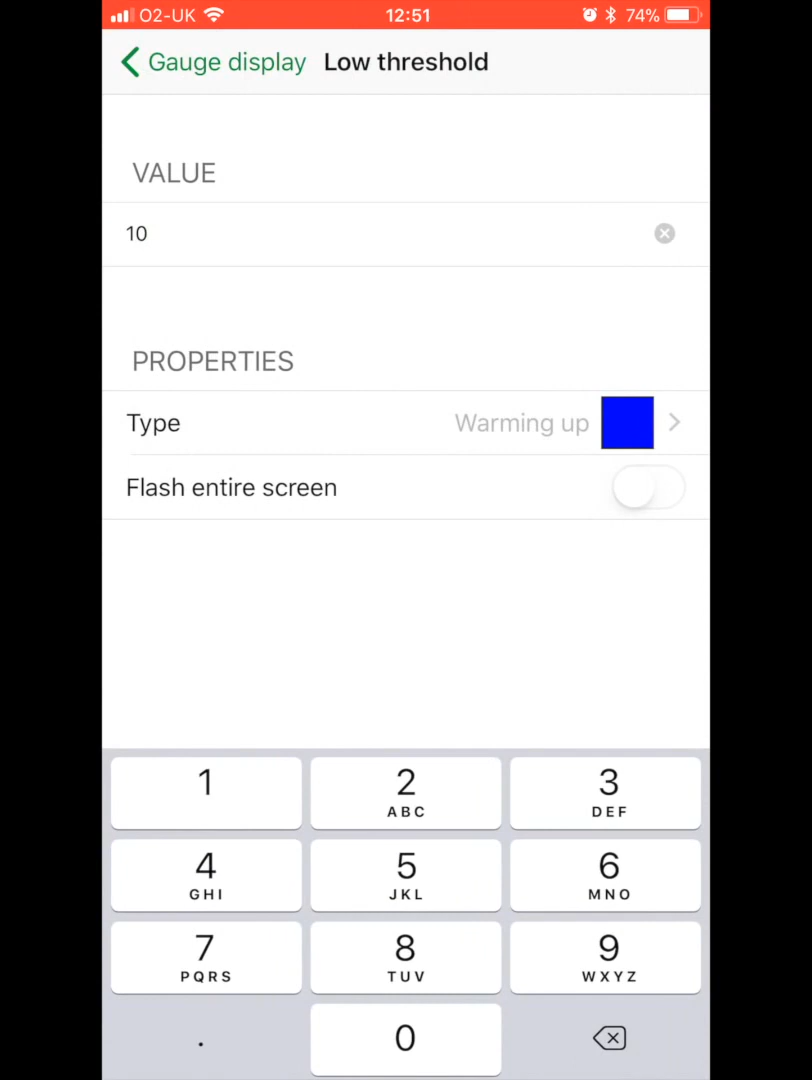 O2-UK 12:51 74%
Gauge display Low threshold
VALUE
10
PROPERTIES
Type Warming up
Flash entire screen
1 2 3
ABC DEF
4 5 6
GHI JKL MNO
7 8 9
PQRS TUV WXYZ
. 0